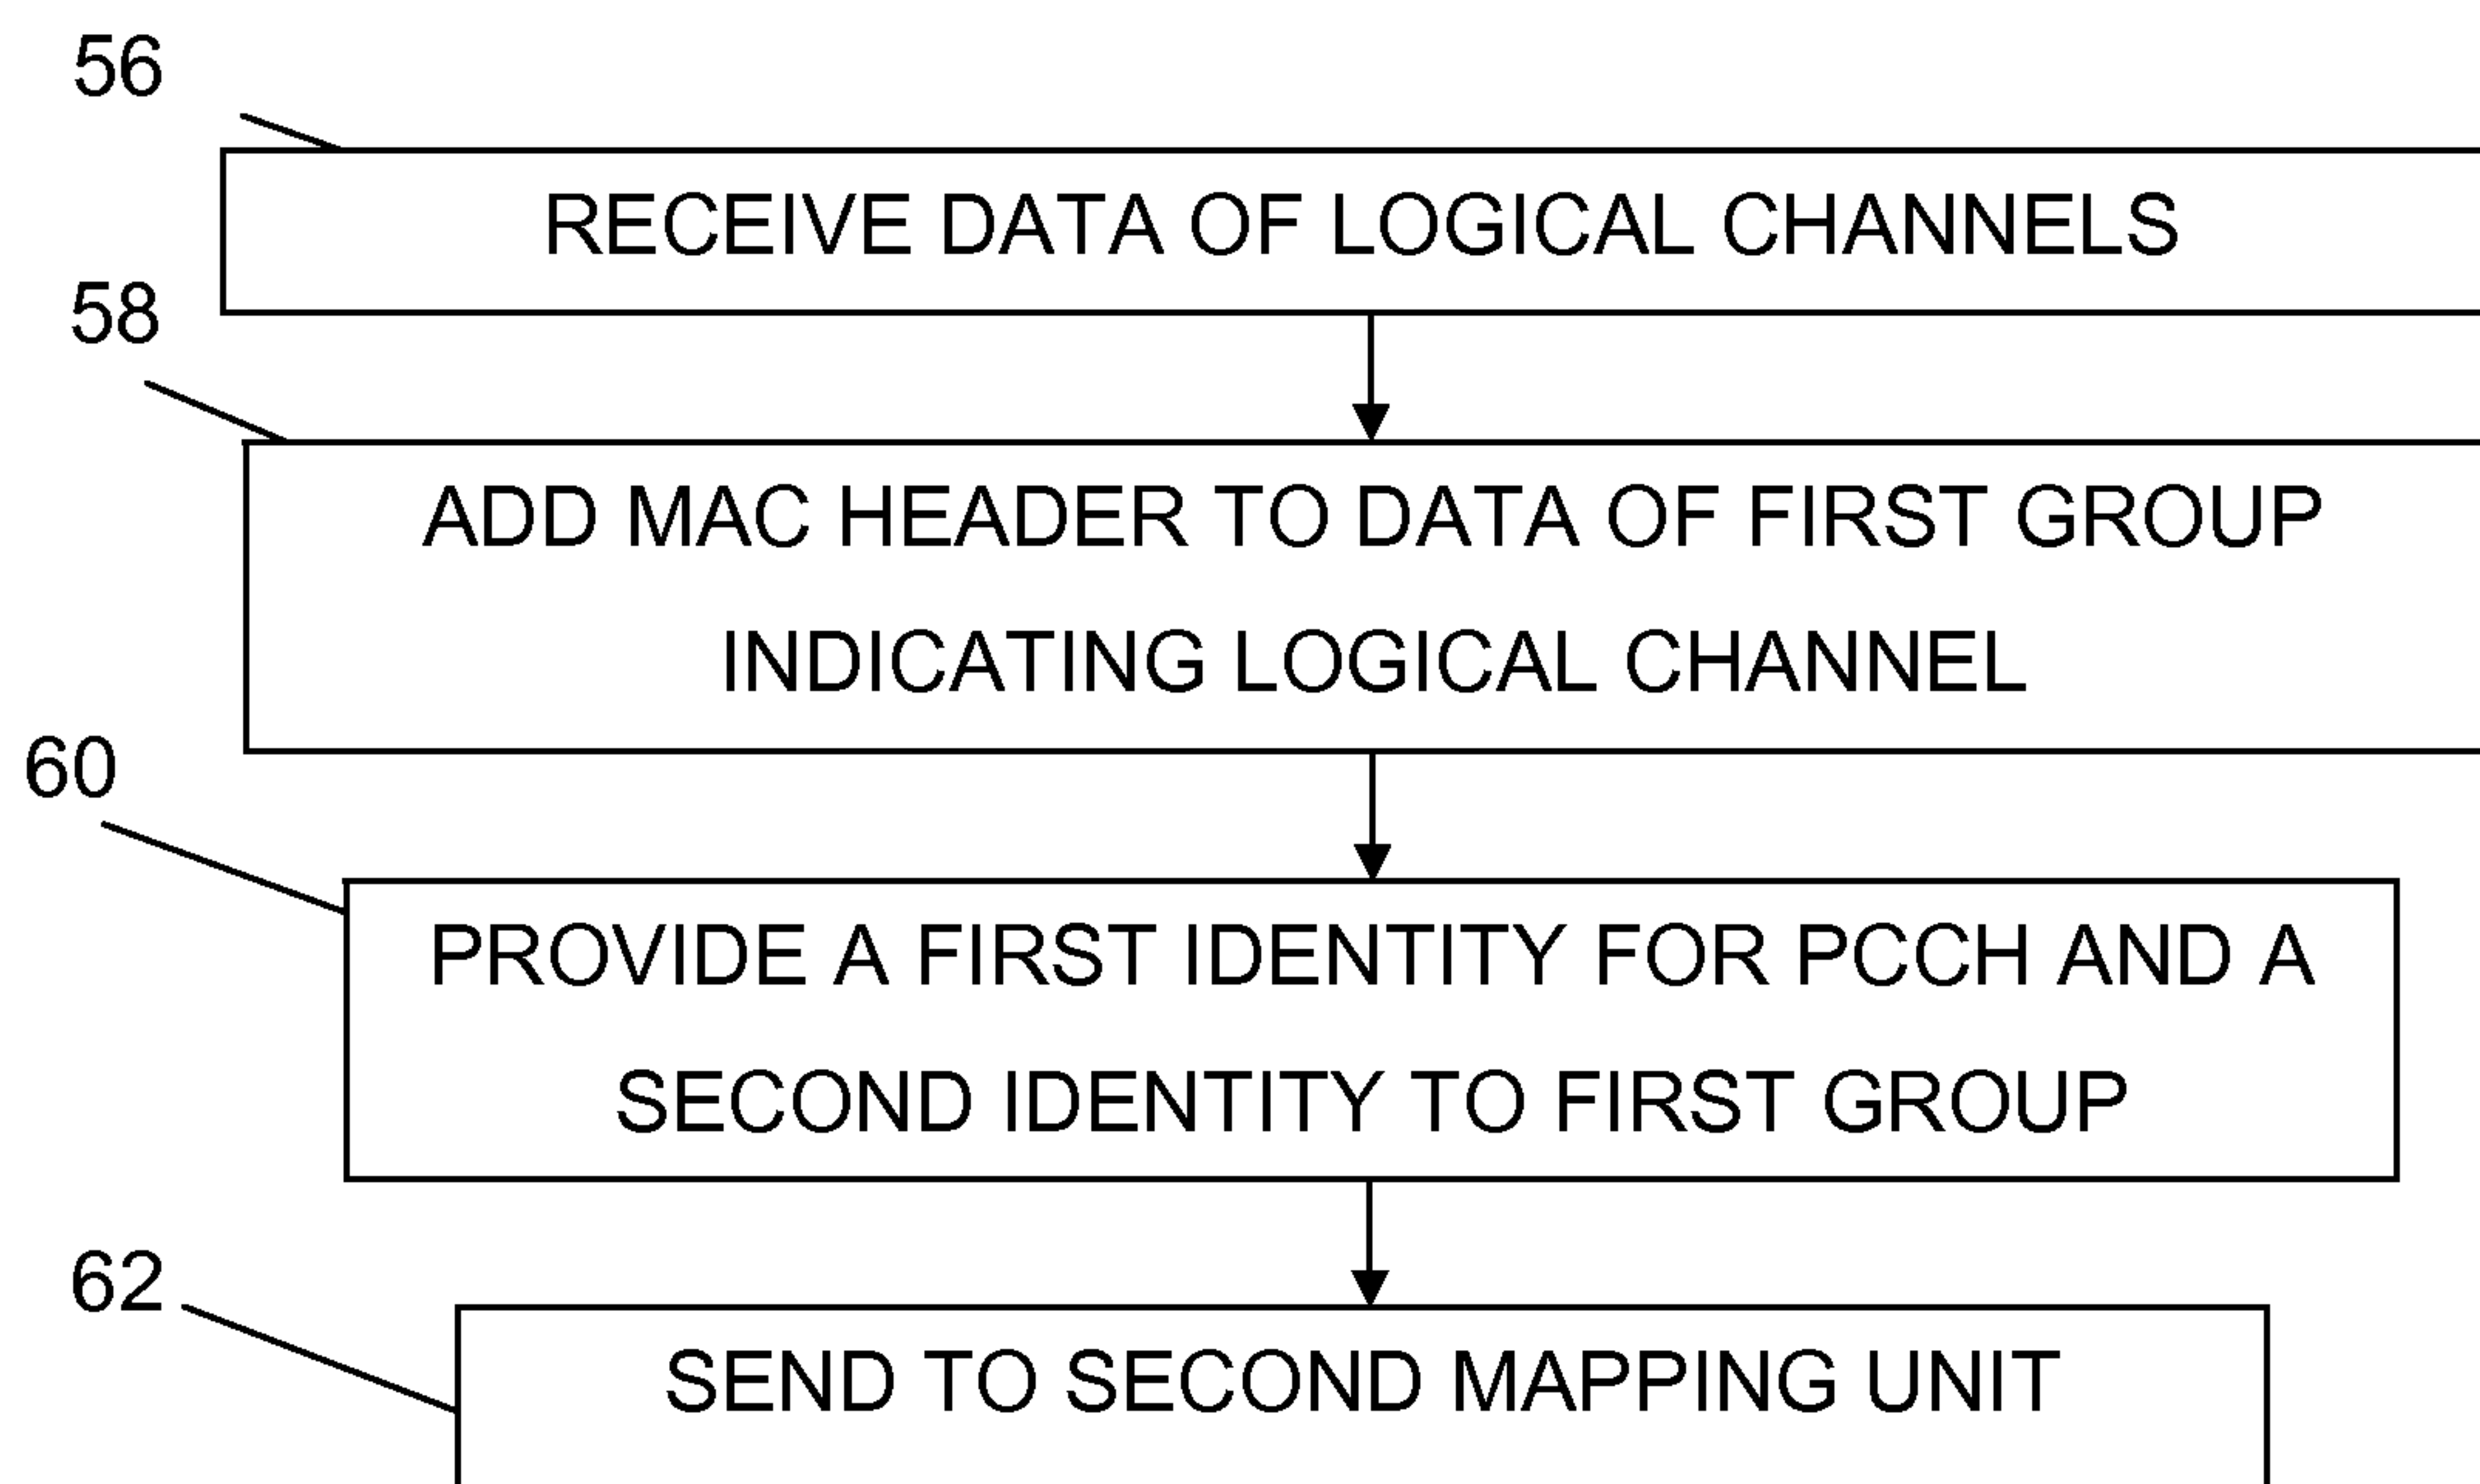 56
RECEIVE DATA OF LOGICAL CHANNELS
58
ADD MAC HEADER TO DATA OF FIRST GROUP
INDICATING LOGICAL CHANNEL
60
PROVIDE A FIRST IDENTITY FOR PCCH AND A
SECOND IDENTITY TO FIRST GROUP
62
SEND TO SECOND MAPPING UNIT